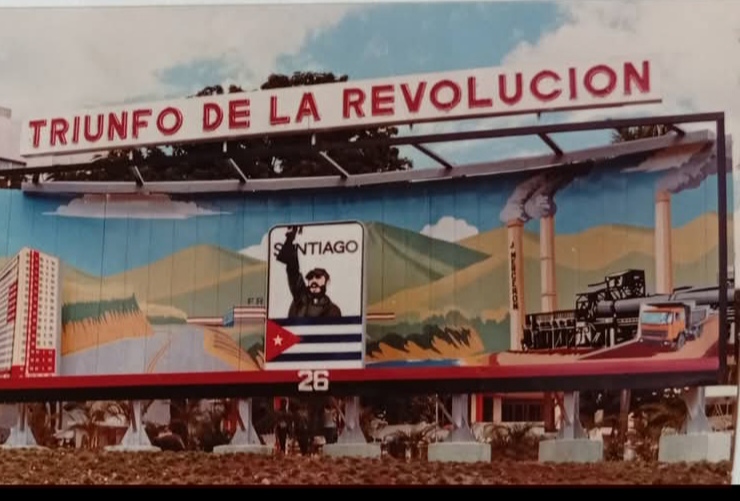 TRIUNFO DE LA REVOLUCION
SANTIAGO
26